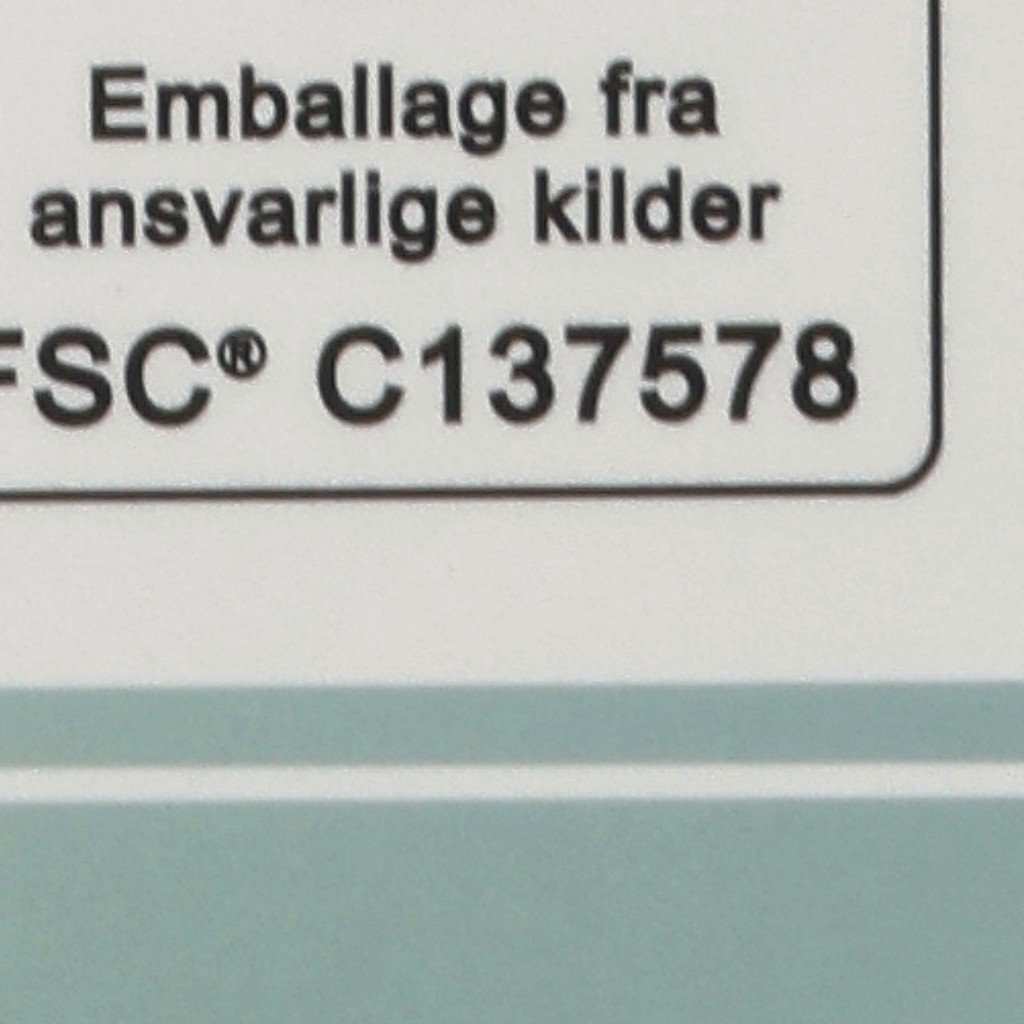 Emballage fra
ansvarlige kilder
FSC® C137578